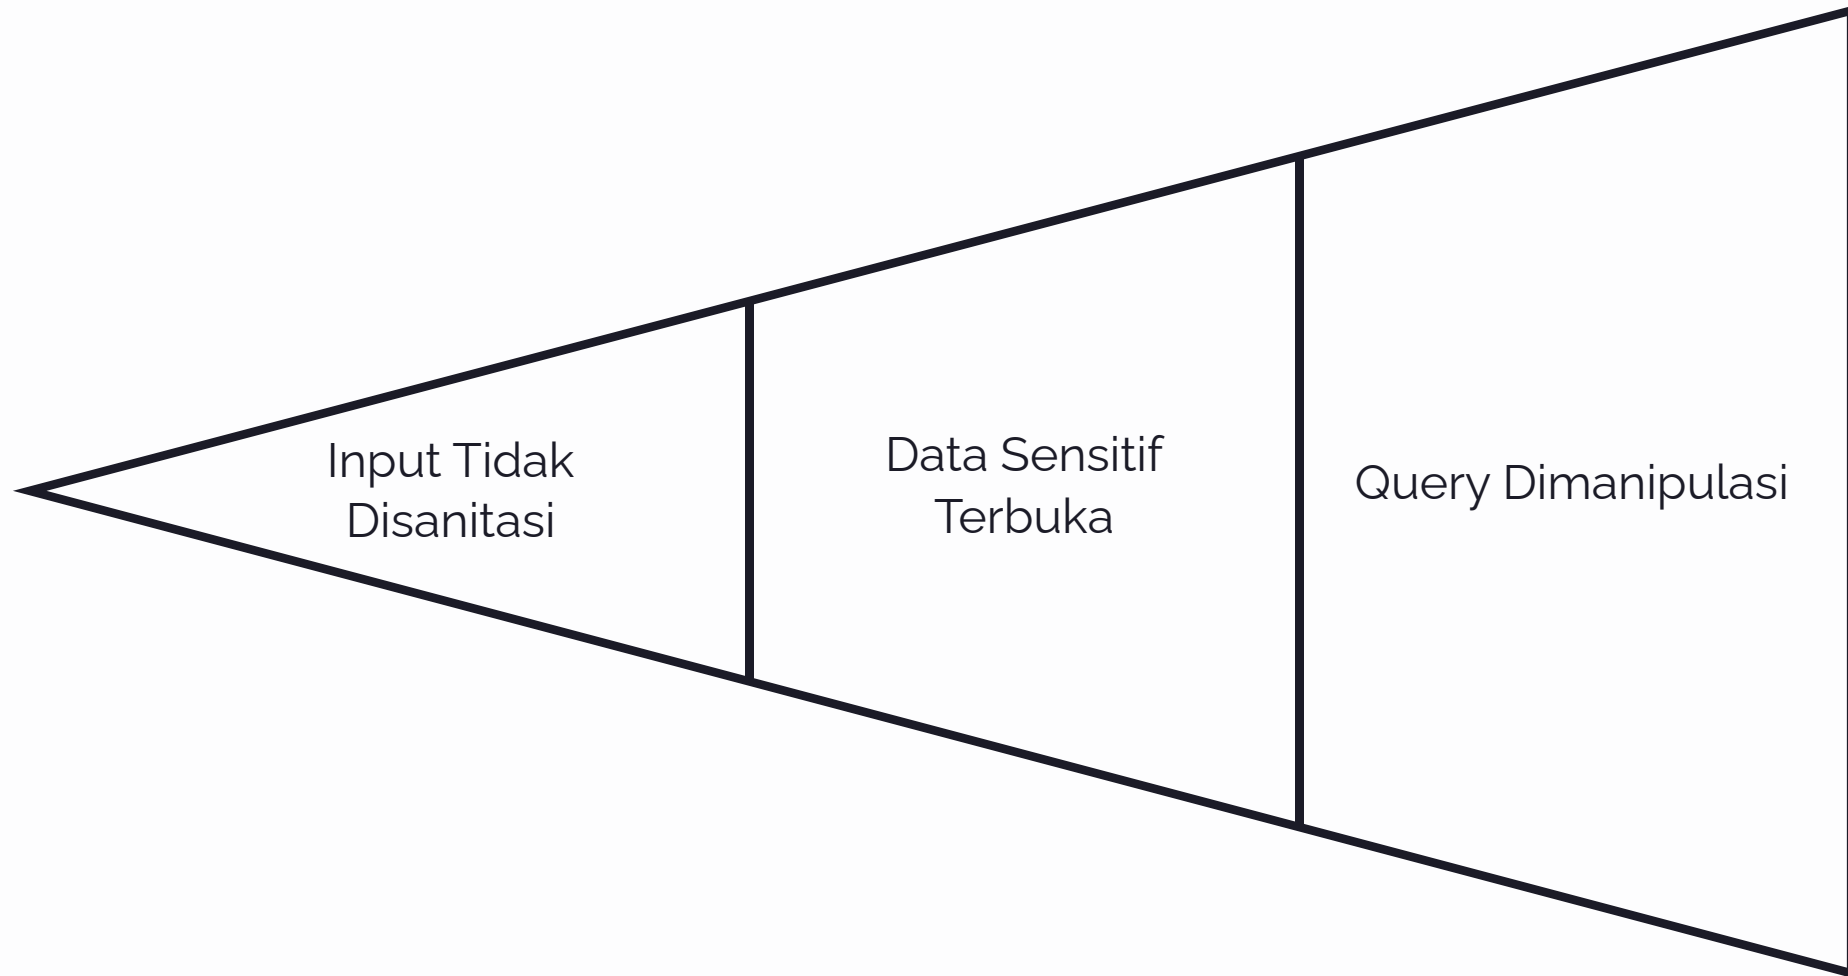 Input Tidak
Disanitasi
Data Sensitif
Terbuka
Query Dimanipulasi